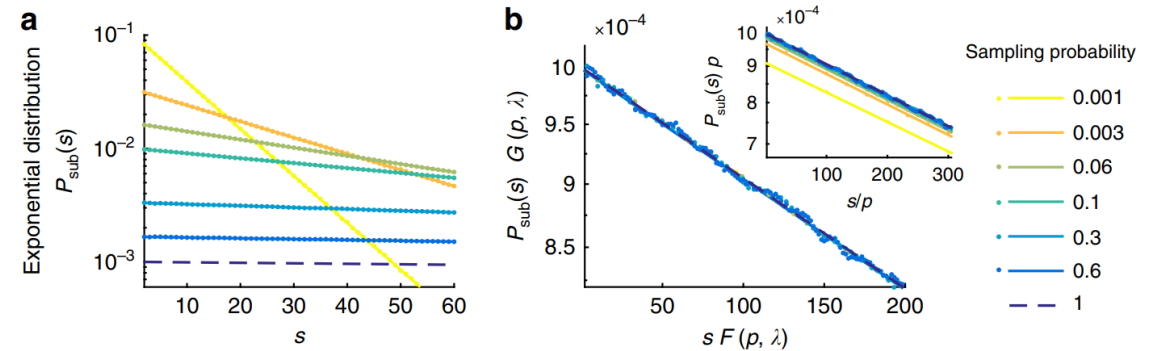 a
Exponential distribution
P_sub(s)
10^−1
10^−2
10^−3
10 20 30 40 50 60
s
b
×10^−4
P_sub(s) G (p, λ)
10
9.5
9
8.5
50 100 150 200
s F (p, λ)
×10^−4
P_sub(s) p
10
9
8
7
100 200 300
s/p
Sampling probability
0.001
0.003
0.06
0.1
0.3
0.6
1